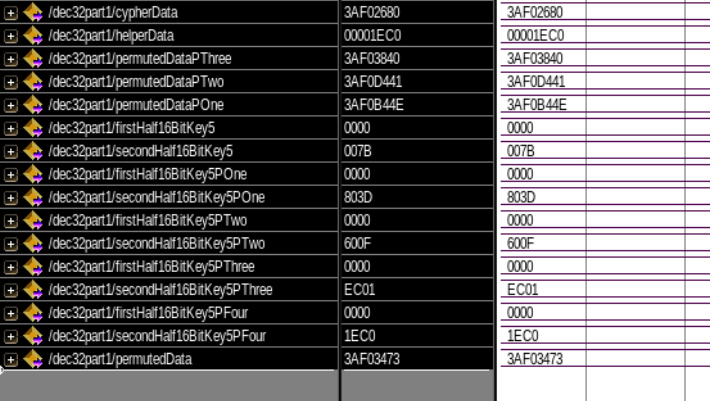 /dec32part1/cypherData 3AF02680 3AF02680
/dec32part1/helperData 00001EC0 00001EC0
/dec32part1/permutedDataPThree 3AF03840 3AF03840
/dec32part1/permutedDataPTwo 3AF0D441 3AF0D441
/dec32part1/permutedDataPOne 3AF0B44E 3AF0B44E
/dec32part1/firstHalf16BitKey5 0000 0000
/dec32part1/secondHalf16BitKey5 007B 007B
/dec32part1/firstHalf16BitKey5POne 0000 0000
/dec32part1/secondHalf16BitKey5POne 803D 803D
/dec32part1/firstHalf16BitKey5PTwo 0000 0000
/dec32part1/secondHalf16BitKey5PTwo 600F 600F
/dec32part1/firstHalf16BitKey5PThree 0000 0000
/dec32part1/secondHalf16BitKey5PThree EC01 EC01
/dec32part1/firstHalf16BitKey5PFour 0000 0000
/dec32part1/secondHalf16BitKey5PFour 1EC0 1EC0
/dec32part1/permutedData 3AF03473 3AF03473